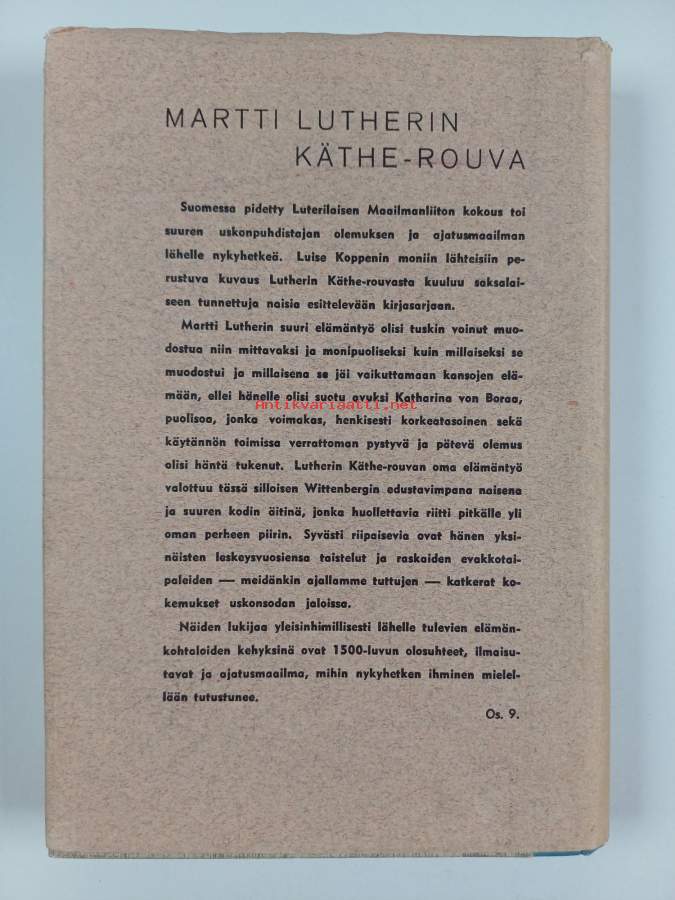 MARTTI LUTHERIN
KÄTHE-ROUVA
Suomessa pidetty Luterilaisen Maailmanliiton kokous toi
suuren uskonpuhdistajan olemuksen ja ajatusmaailman
lähelle nykyhetkeä. Luise Koppenin moniin lähteisiin pe-
rustuva kuvaus Lutherin Käthe-rouvasta kuuluu saksalai-
seen tunnettuja naisia esittelevään kirjasarjaan.
Martti Lutherin suuri elämäntyö olisi tuskin voinut muo-
dostua niin mittavaksi ja monipuoliseksi kuin millaiseksi se
muodostui ja millaisena se jäi vaikuttamaan kansojen elä-
mään, ellei hänelle olisi suotu avuksi Katharina von Boraa,
Antikvariaatti.net
puolisoa, jonka voimakas, henkisesti korkeatasoinen sekä
käytännön toimissa verrattoman pystyvä ja pätevä olemus
olisi häntä tukenut. Lutherin Käthe-rouvan oma elämäntyö
valottuu tässä silloisen Wittenbergin edustavimpana naisena
ja suuren kodin äitinä, jonka huollettavia riitti pitkälle yli
oman perheen piirin. Syvästi riipaisevia ovat hänen yksi-
näisten leskeysvuosiensa taistelut ja raskaiden evakkotai-
paleiden — meidänkin ajallamme tuttujen — katkerat ko-
kemukset uskonsodan jaloissa.
Näiden lukijaa yleisinhimillisesti lähelle tulevien elämän-
kohtaloiden kehyksinä ovat 1500-luvun olosuhteet, ilmaisu-
tavat ja ajatusmaailma, mihin nykyhetken ihminen mielel-
lään tutustunee.
Os. 9.